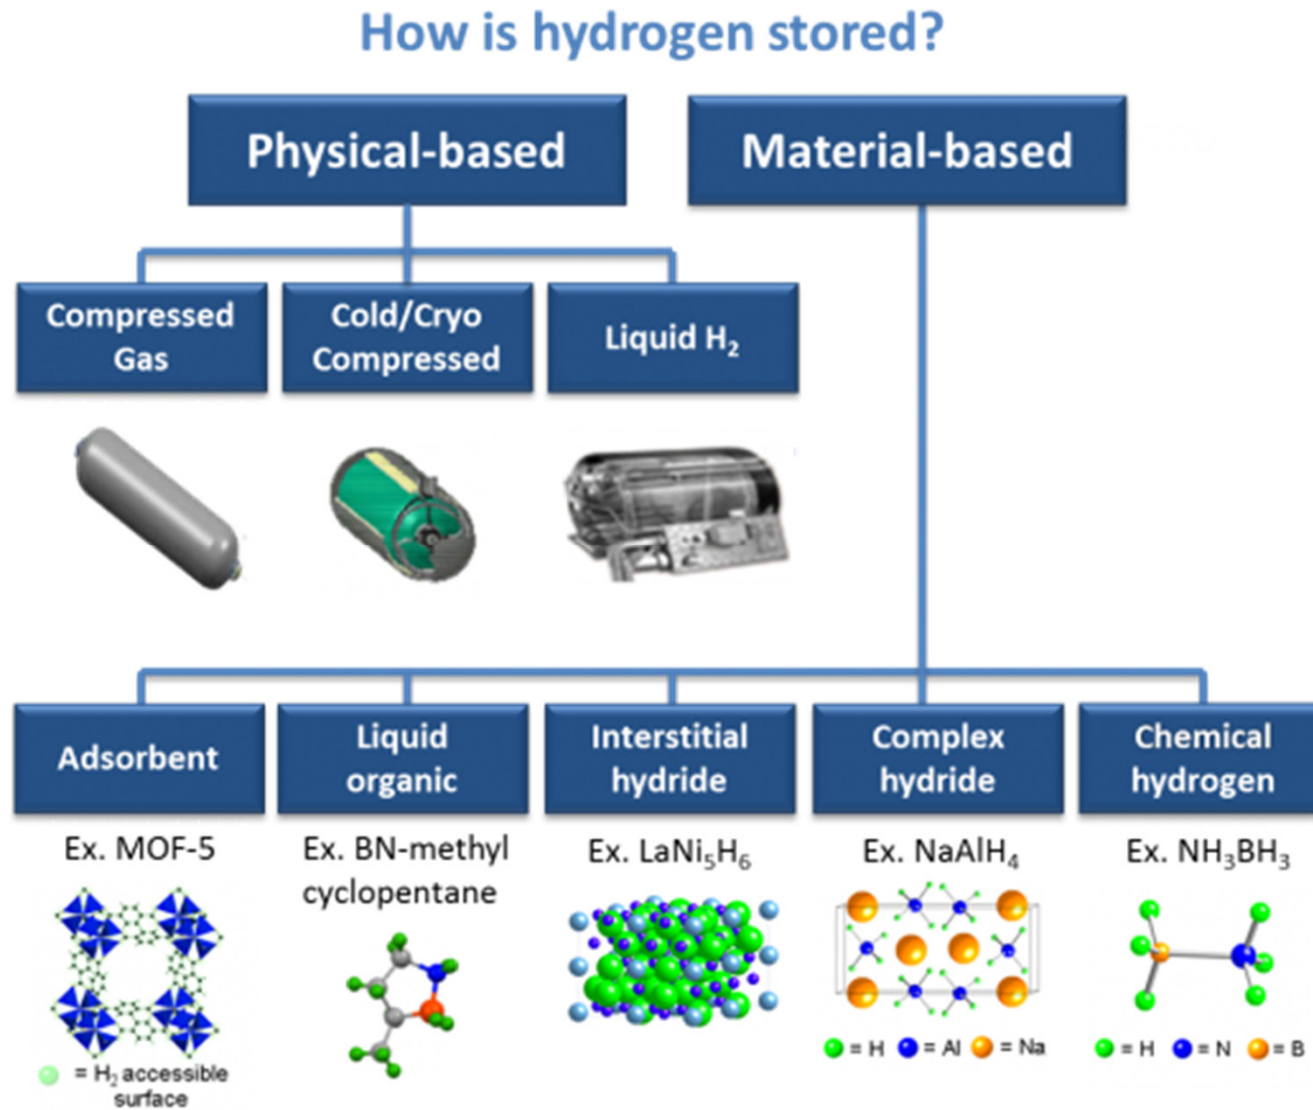 How is hydrogen stored?
Physical-based
Material-based
Compressed
Gas
Cold/Cryo
Compressed
Liquid H₂
Adsorbent
Liquid
organic
Interstitial
hydride
Complex
hydride
Chemical
hydrogen
Ex. MOF-5
Ex. BN-methyl
cyclopentane
Ex. LaNi₅H₆
Ex. NaAlH₄
Ex. NH₃BH₃
= H₂ accessible
surface
= H = Al = Na
= H = N = B